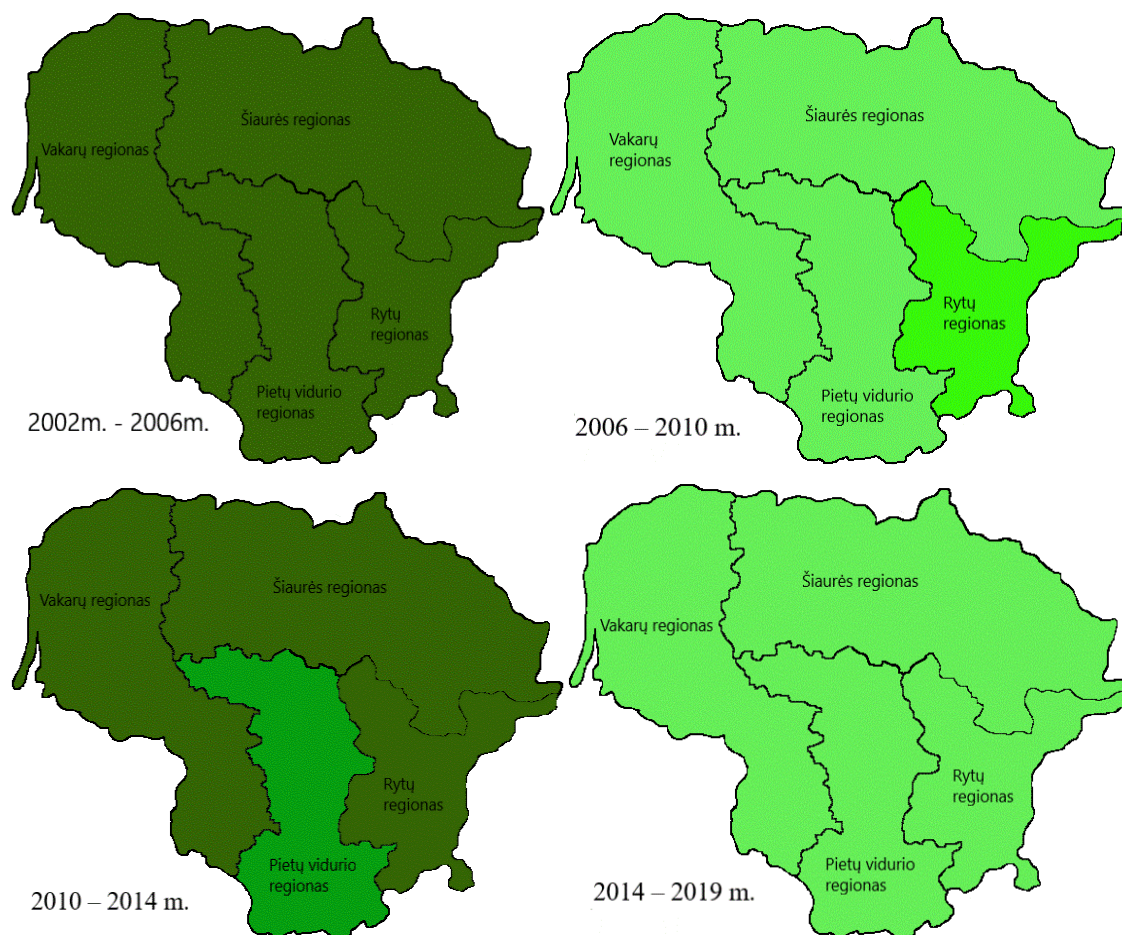 Šiaurės regionas
Vakarų regionas
Rytų
regionas
Pietų vidurio
regionas
2002m. - 2006m.
Šiaurės regionas
Vakarų
regionas
Rytų
regionas
Pietų vidurio
regionas
2006 – 2010 m.
Šiaurės regionas
Vakarų regionas
Rytų
regionas
Pietų vidurio
regionas
2010 – 2014 m.
Šiaurės regionas
Vakarų regionas
Rytų
regionas
Pietų vidurio
regionas
2014 – 2019 m.